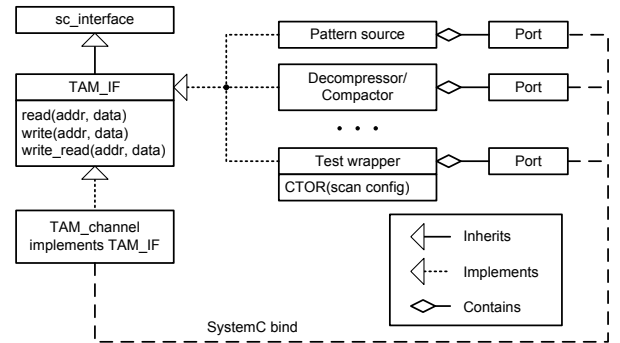 sc_interface
TAM_IF
read(addr, data)
write(addr, data)
write_read(addr, data)
TAM_channel
implements TAM_IF
Pattern source
Port
Decompressor/
Compactor
Port
. . .
Test wrapper
Port
CTOR(scan config)
Inherits
Implements
Contains
SystemC bind